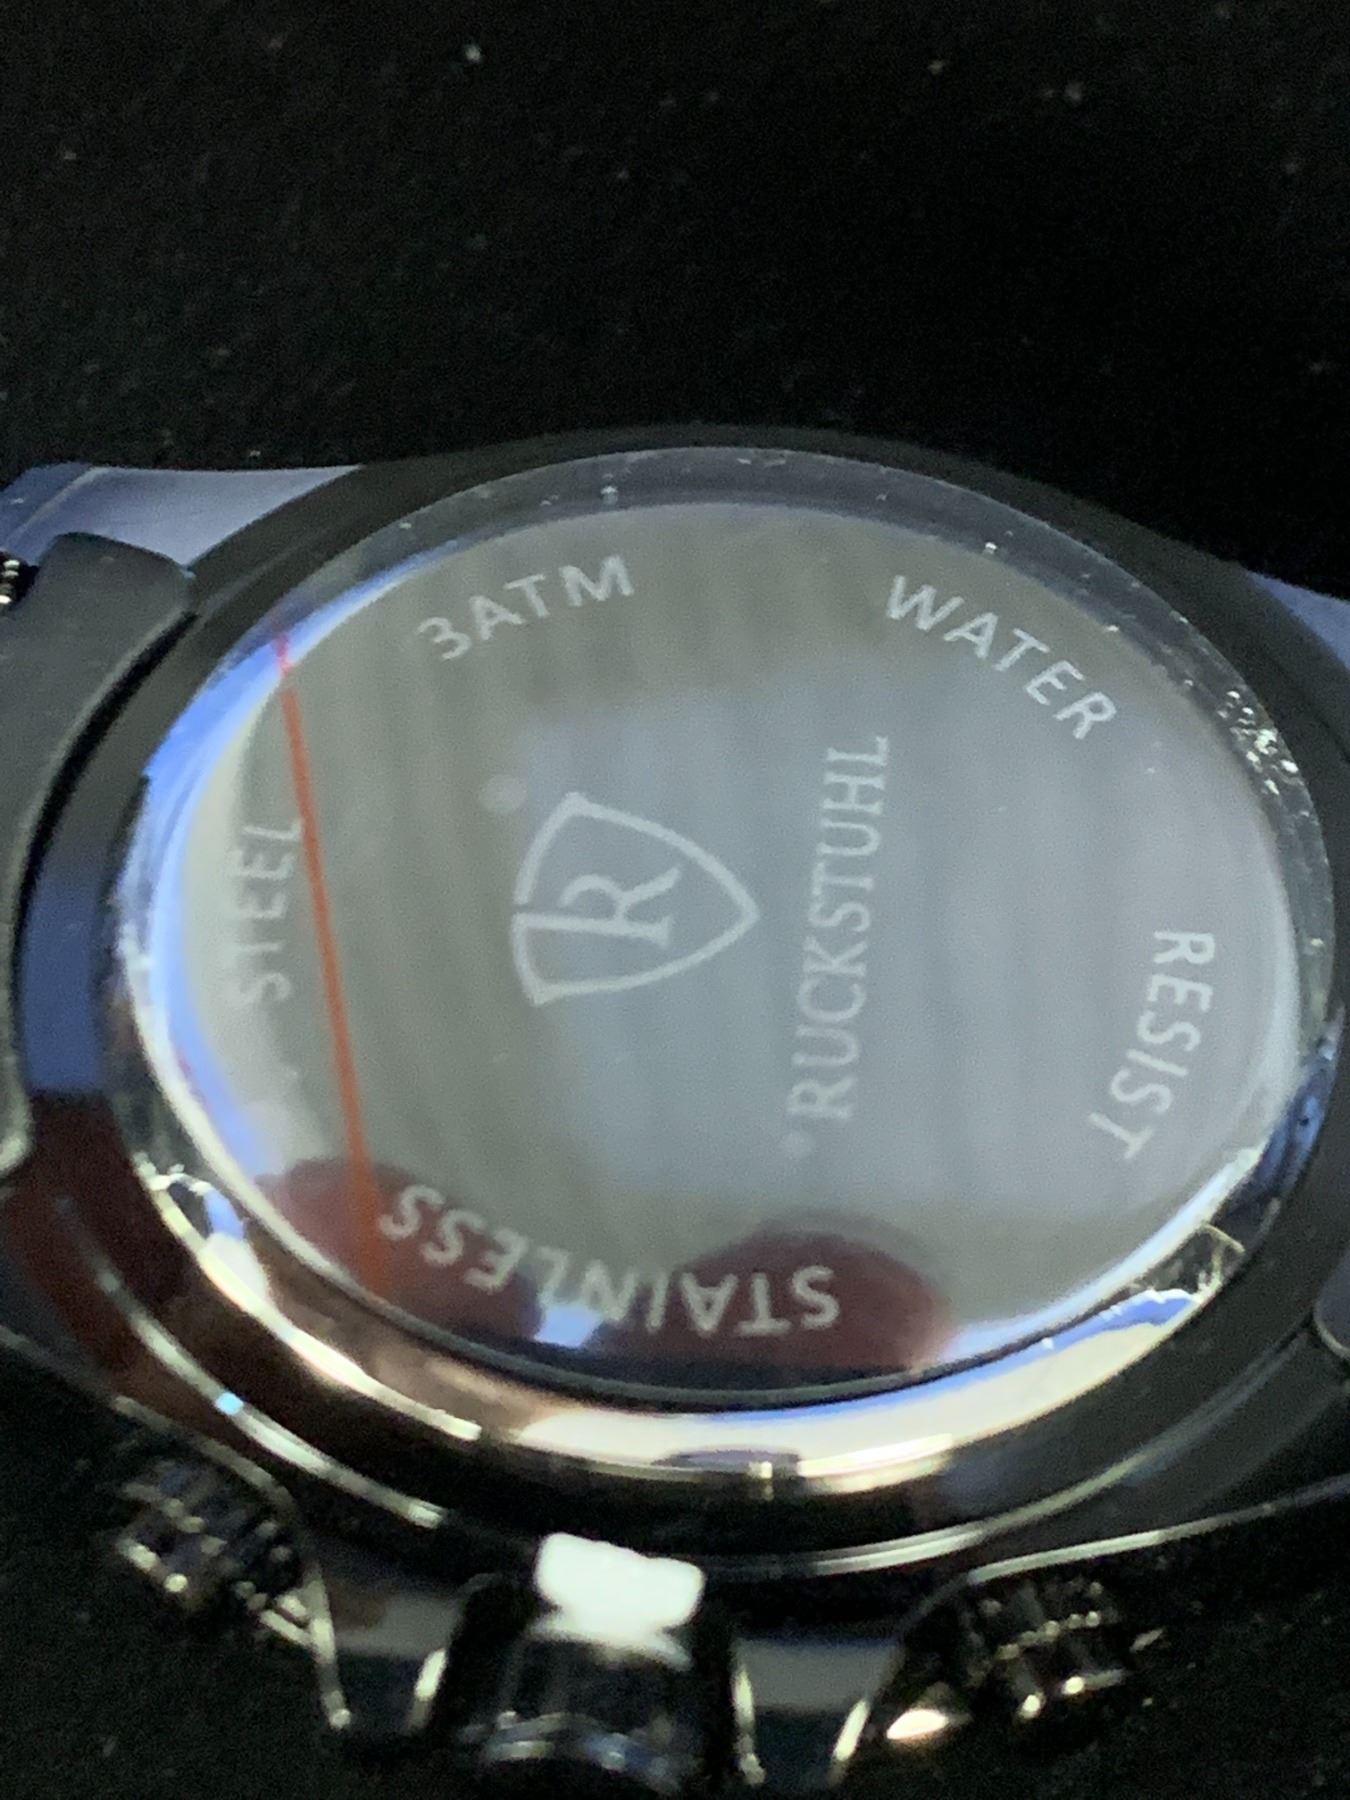 R
RUCKSTUHL
STAINLESS
STEEL
3ATM
WATER
RESIST